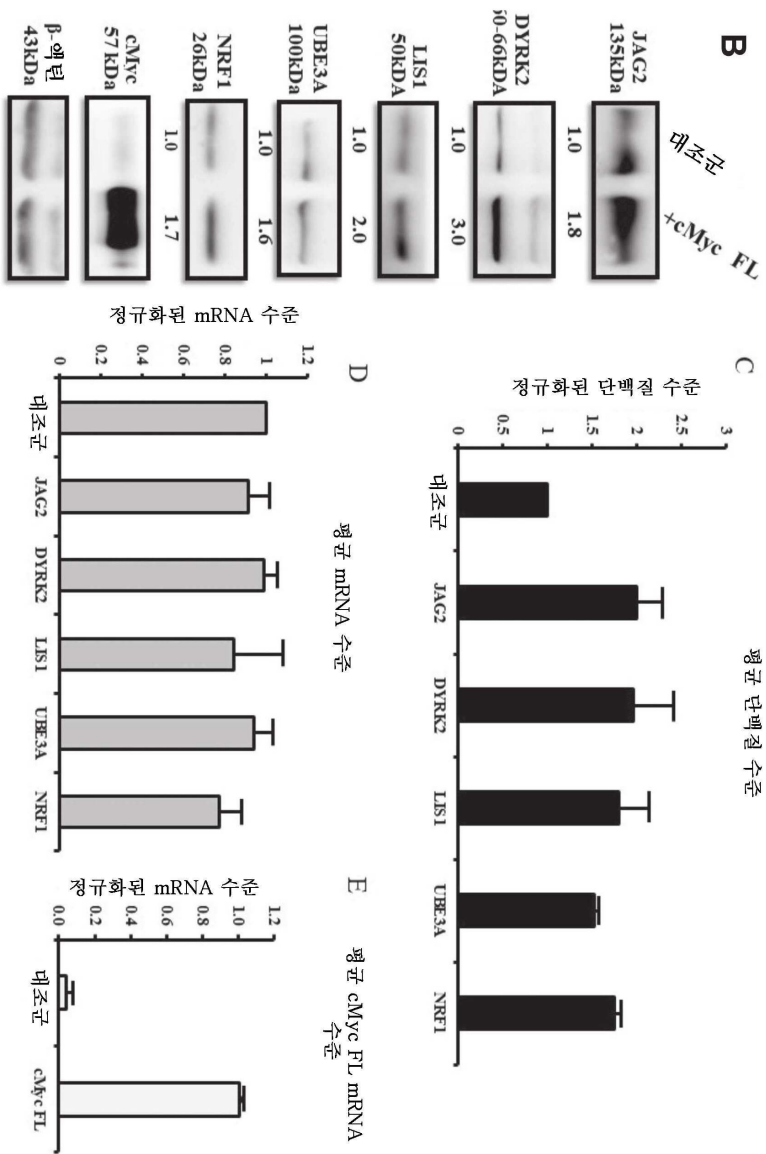 B
대조군
+cMyc FL
JAG2
135kDa
1.0 1.8
DYRK2
50-66kDA
1.0 3.0
LIS1
50kDA
1.0 2.0
UBE3A
100kDa
1.0 1.6
NRF1
26kDa
1.0 1.7
cMyc
57kDa
β-액틴
43kDa
C
평균 단백질 수준
정규화된 단백질 수준
3
2.5
2
1.5
1
0.5
0
대조군 JAG2 DYRK2 LIS1 UBE3A NRF1
D
평균 mRNA 수준
정규화된 mRNA 수준
1.2
1
0.8
0.6
0.4
0.2
0
대조군 JAG2 DYRK2 LIS1 UBE3A NRF1
E
평균 cMyc FL mRNA
수준
정규화된 mRNA 수준
1.2
1.0
0.8
0.6
0.4
0.2
0.0
대조군 cMyc FL